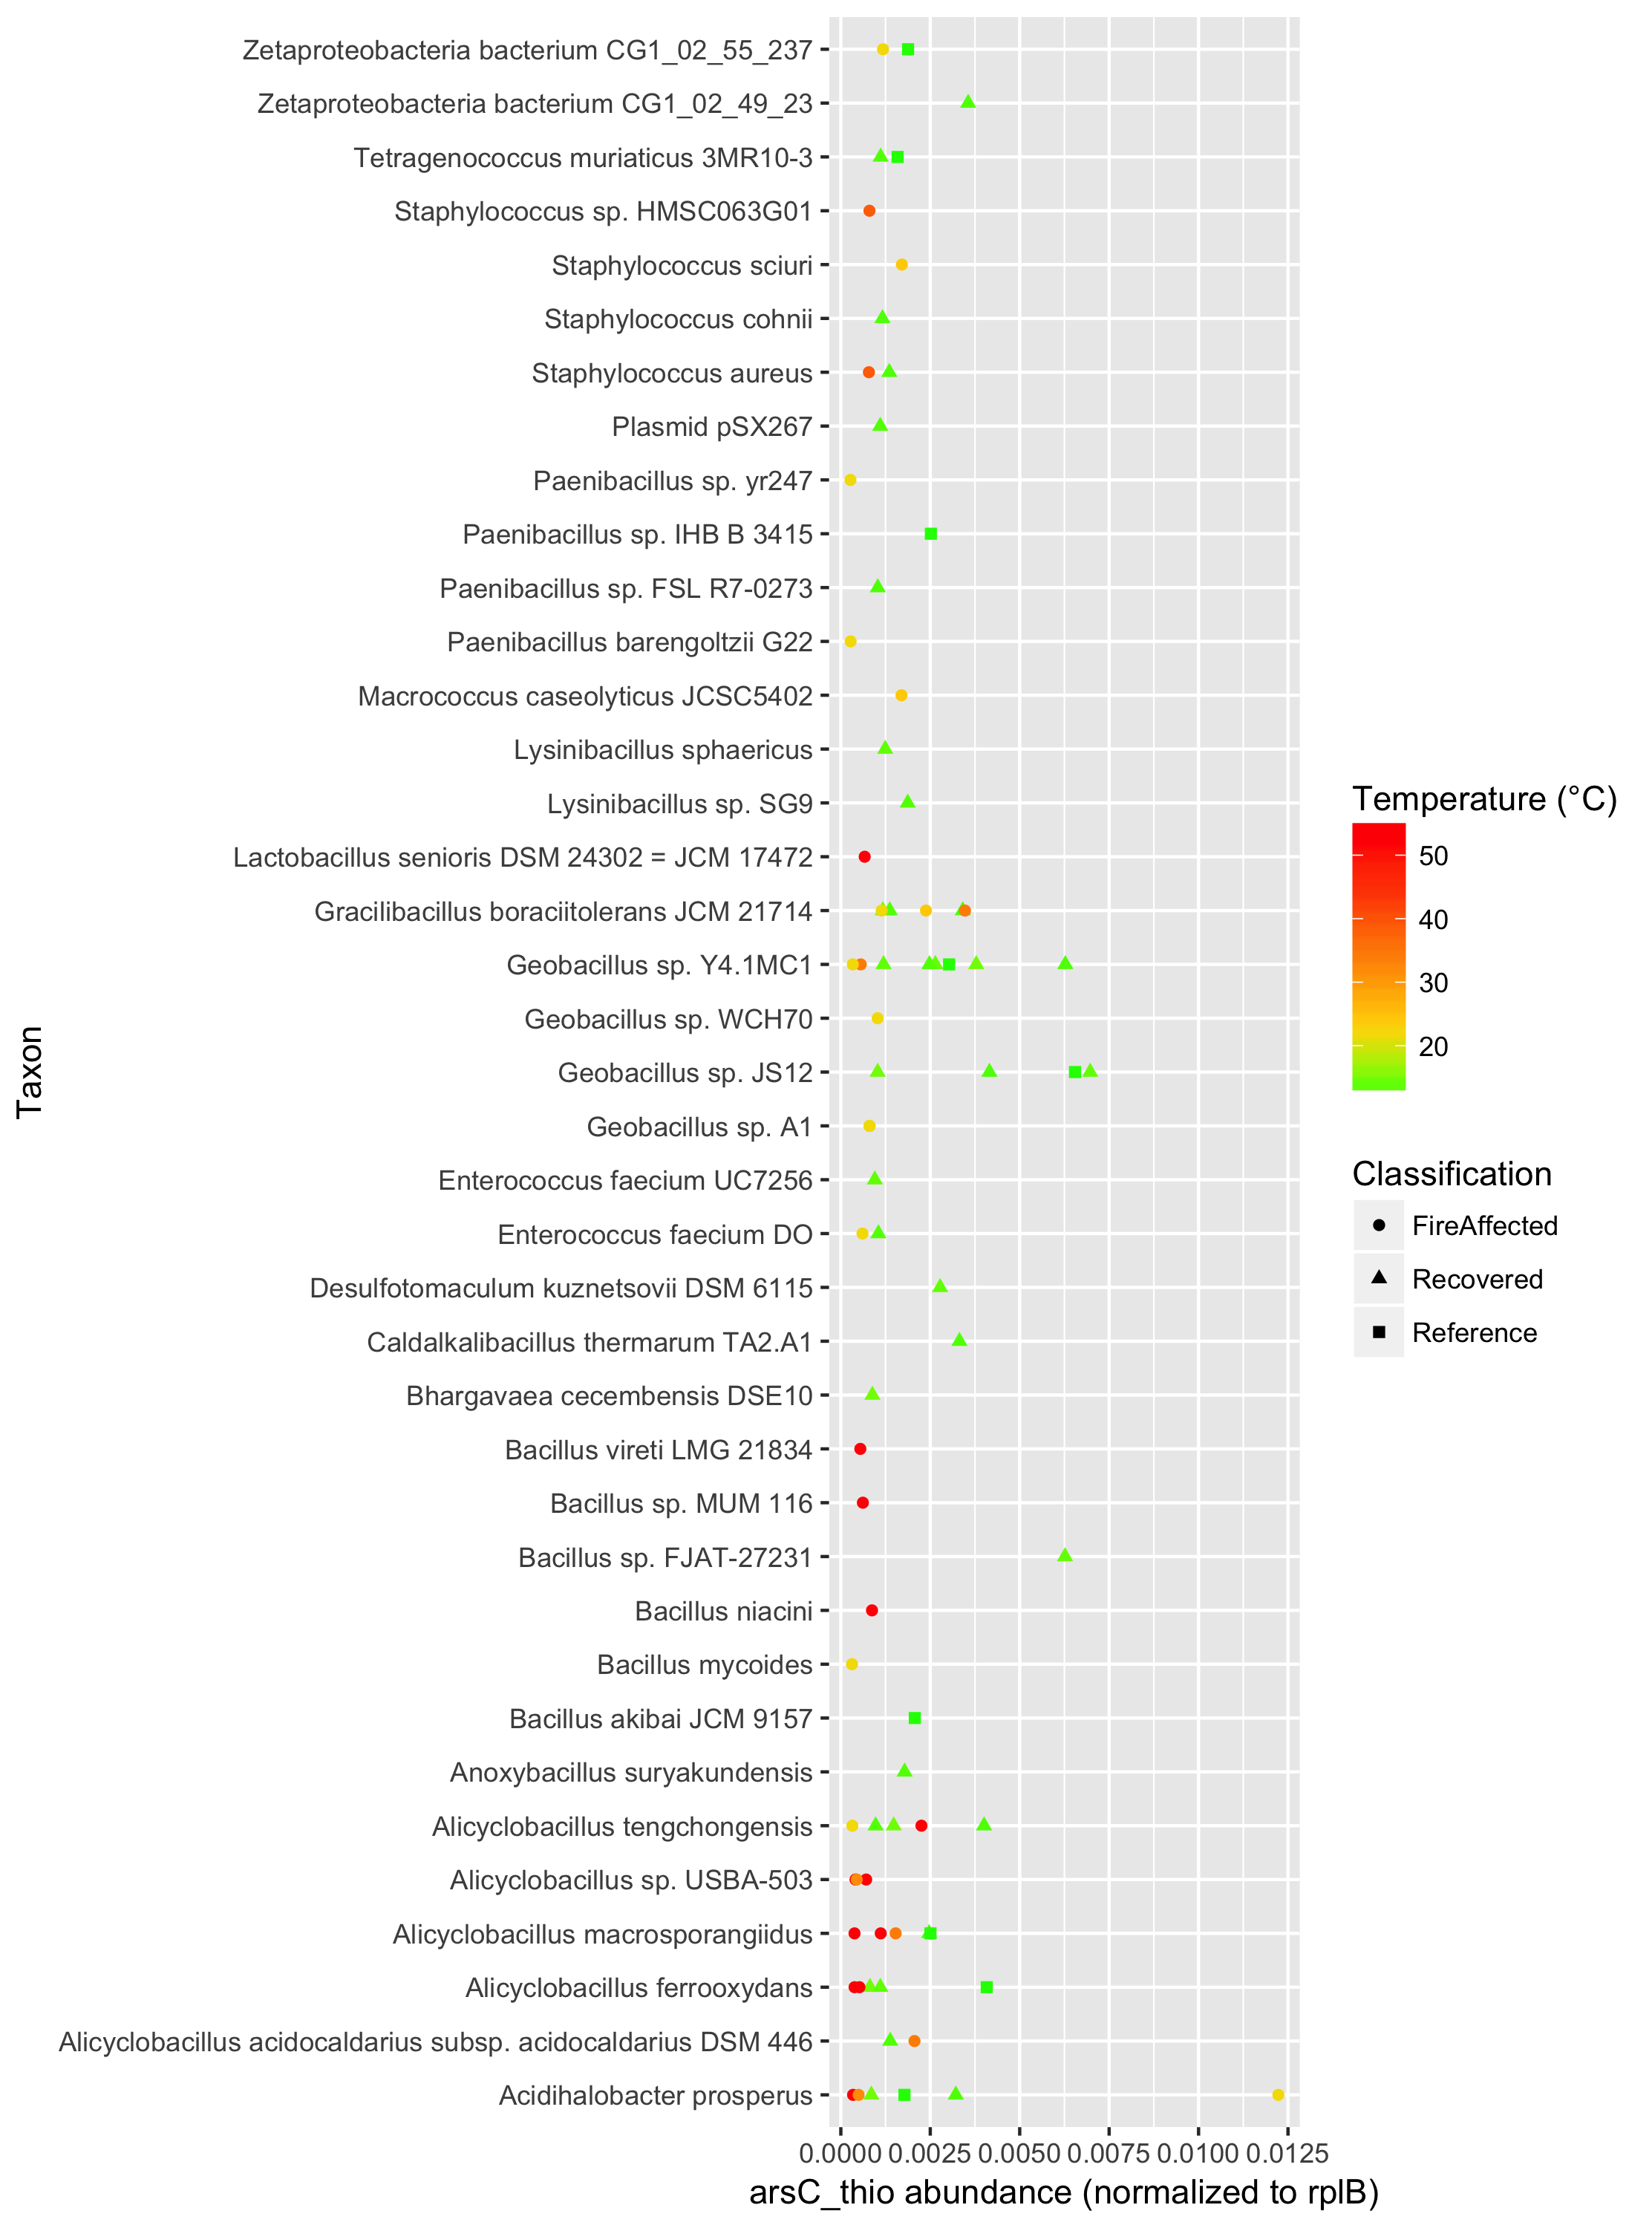 Zetaproteobacteria bacterium CG1_02_55_237
Zetaproteobacteria bacterium CG1_02_49_23
Tetragenococcus muriaticus 3MR10-3
Staphylococcus sp. HMSC063G01
Staphylococcus sciuri
Staphylococcus cohnii
Staphylococcus aureus
Plasmid pSX267
Paenibacillus sp. yr247
Paenibacillus sp. IHB B 3415
Paenibacillus sp. FSL R7-0273
Paenibacillus barengoltzii G22
Macrococcus caseolyticus JCSC5402
Lysinibacillus sphaericus
Lysinibacillus sp. SG9
Lactobacillus senioris DSM 24302 = JCM 17472
Gracilibacillus boraciitolerans JCM 21714
Geobacillus sp. Y4.1MC1
Geobacillus sp. WCH70
Geobacillus sp. JS12
Geobacillus sp. A1
Enterococcus faecium UC7256
Enterococcus faecium DO
Desulfotomaculum kuznetsovii DSM 6115
Caldalkalibacillus thermarum TA2.A1
Bhargavaea cecembensis DSE10
Bacillus vireti LMG 21834
Bacillus sp. MUM 116
Bacillus sp. FJAT-27231
Bacillus niacini
Bacillus mycoides
Bacillus akibai JCM 9157
Anoxybacillus suryakundensis
Alicyclobacillus tengchongensis
Alicyclobacillus sp. USBA-503
Alicyclobacillus macrosporangiidus
Alicyclobacillus ferrooxydans
Alicyclobacillus acidocaldarius subsp. acidocaldarius DSM 446
Acidihalobacter prosperus
Taxon
0.0000 0.0025 0.0050 0.0075 0.0100 0.0125
arsC_thio abundance (normalized to rplB)
Temperature (°C)
50
40
30
20
Classification
FireAffected
Recovered
Reference